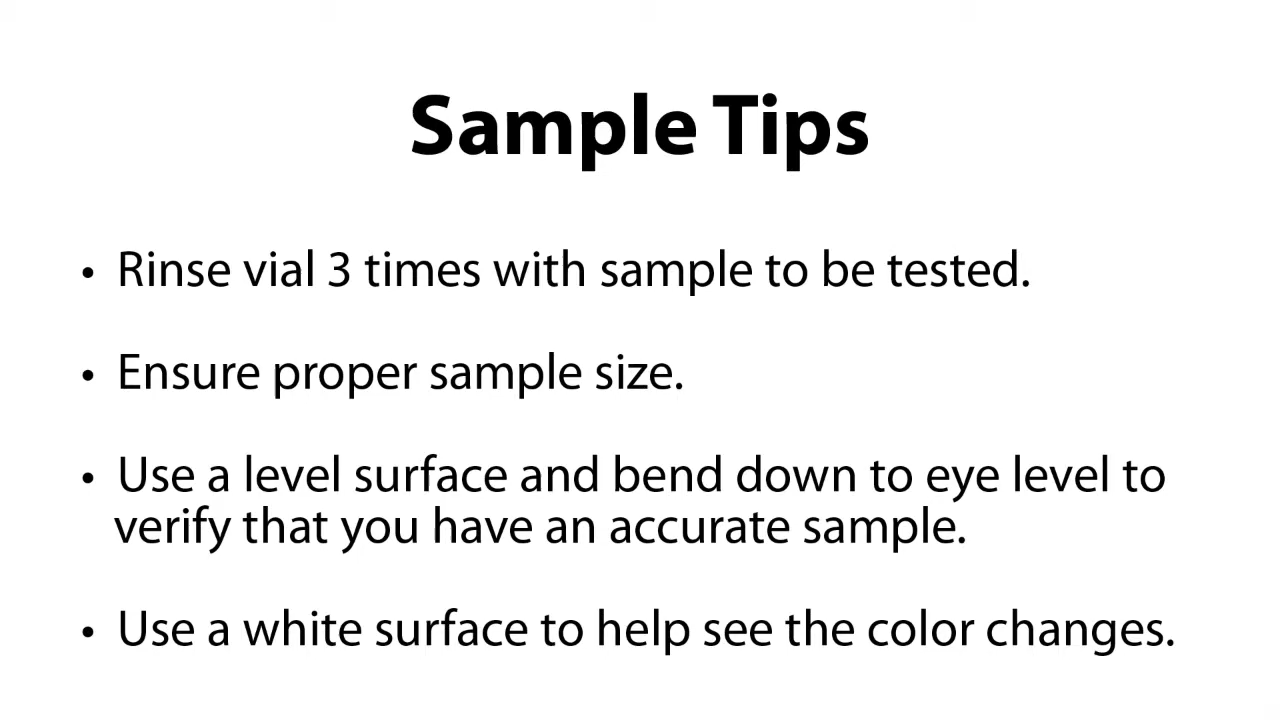 Sample Tips
• Rinse vial 3 times with sample to be tested.
• Ensure proper sample size.
• Use a level surface and bend down to eye level to
verify that you have an accurate sample.
• Use a white surface to help see the color changes.